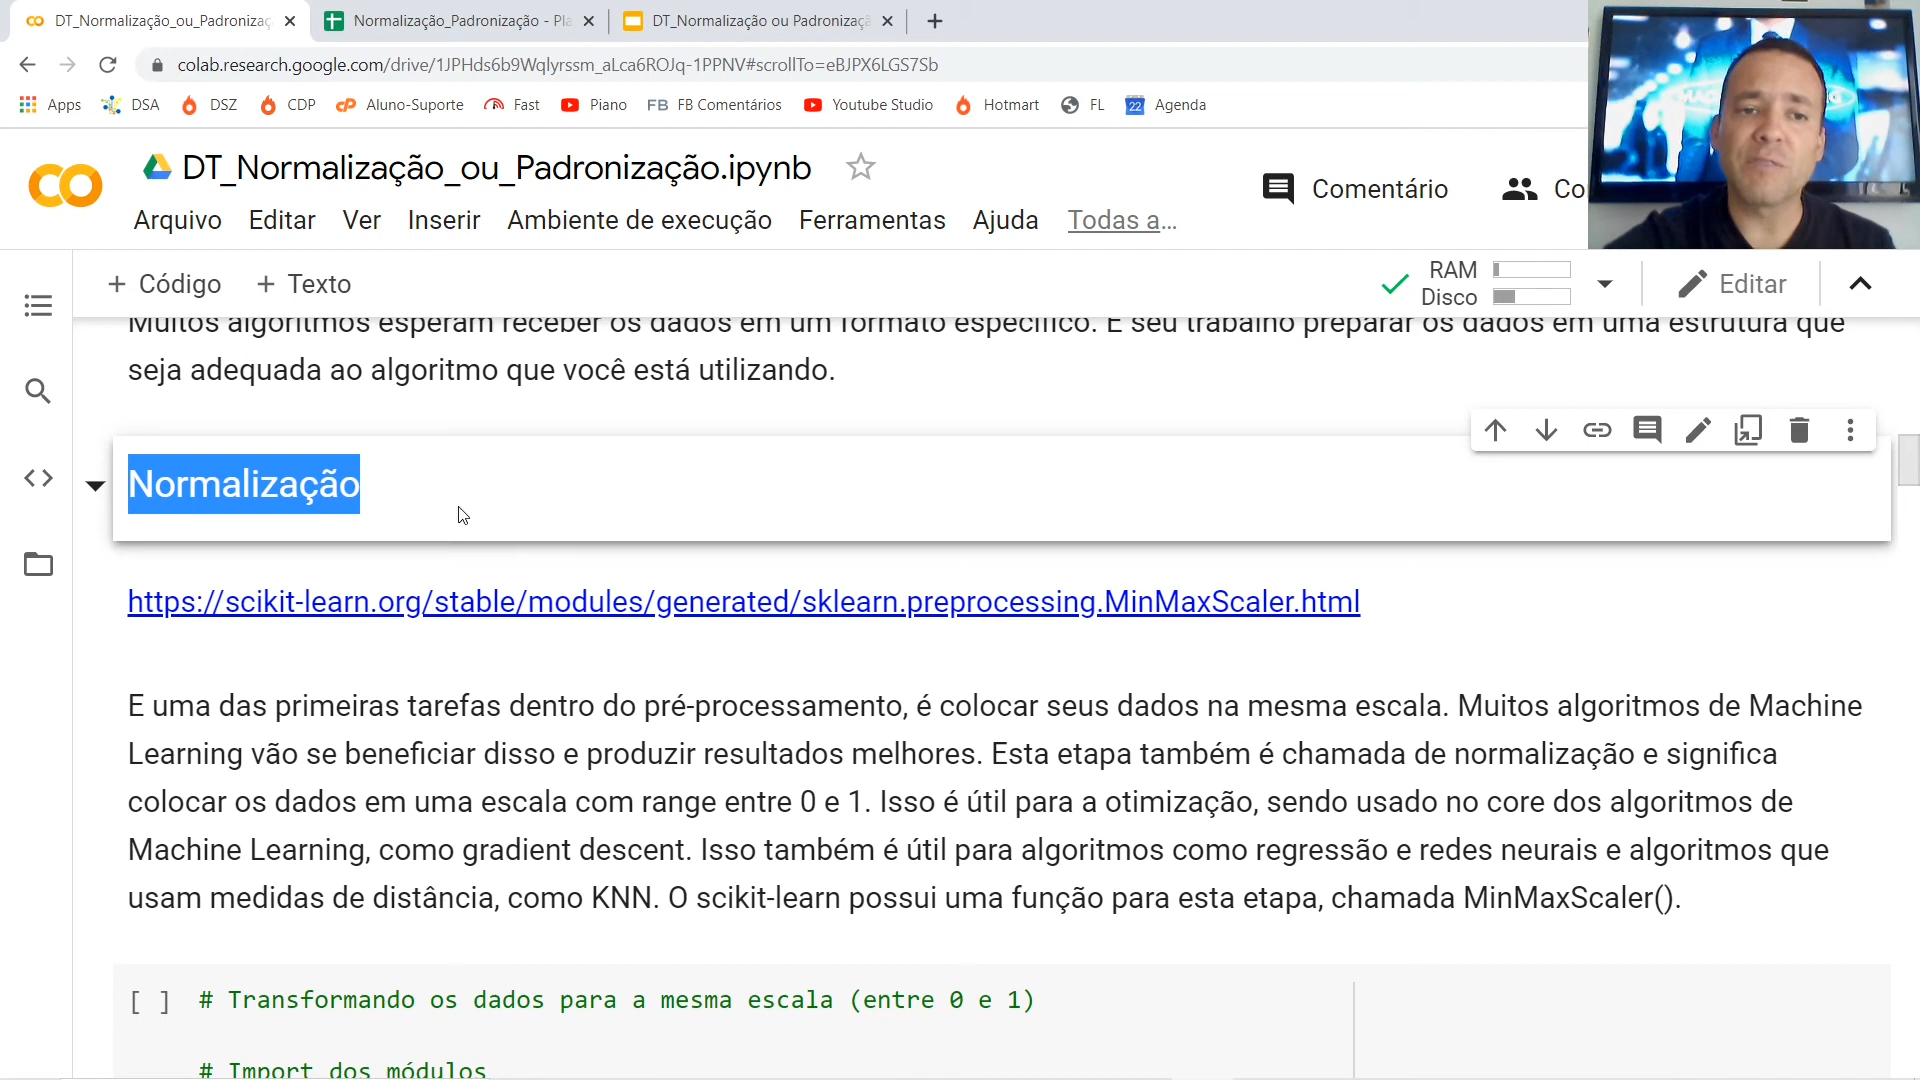 DT_Normalização_ou_Padronizaç
Normalização_Padronização - Pla
DT_Normalização ou Padronizaçã
colab.research.google.com/drive/1JPHds6b9Wqlyrssm_aLca6ROJq-1PPNV#scrollTo=eBJPX6LGS7Sb
Apps DSA DSZ CDP Aluno-Suporte Fast Piano FB FB Comentários Youtube Studio Hotmart FL 22 Agenda
DT_Normalização_ou_Padronização.ipynb
Comentário Co
Arquivo Editar Ver Inserir Ambiente de execução Ferramentas Ajuda Todas a…
+ Código + Texto
RAM
Disco
Editar
Muitos algoritmos esperam receber os dados em um formato específico. É seu trabalho preparar os dados em uma estrutura que
seja adequada ao algoritmo que você está utilizando.
Normalização
https://scikit-learn.org/stable/modules/generated/sklearn.preprocessing.MinMaxScaler.html
E uma das primeiras tarefas dentro do pré-processamento, é colocar seus dados na mesma escala. Muitos algoritmos de Machine
Learning vão se beneficiar disso e produzir resultados melhores. Esta etapa também é chamada de normalização e significa
colocar os dados em uma escala com range entre 0 e 1. Isso é útil para a otimização, sendo usado no core dos algoritmos de
Machine Learning, como gradient descent. Isso também é útil para algoritmos como regressão e redes neurais e algoritmos que
usam medidas de distância, como KNN. O scikit-learn possui uma função para esta etapa, chamada MinMaxScaler().
[ ] # Transformando os dados para a mesma escala (entre 0 e 1)
# Import dos módulos